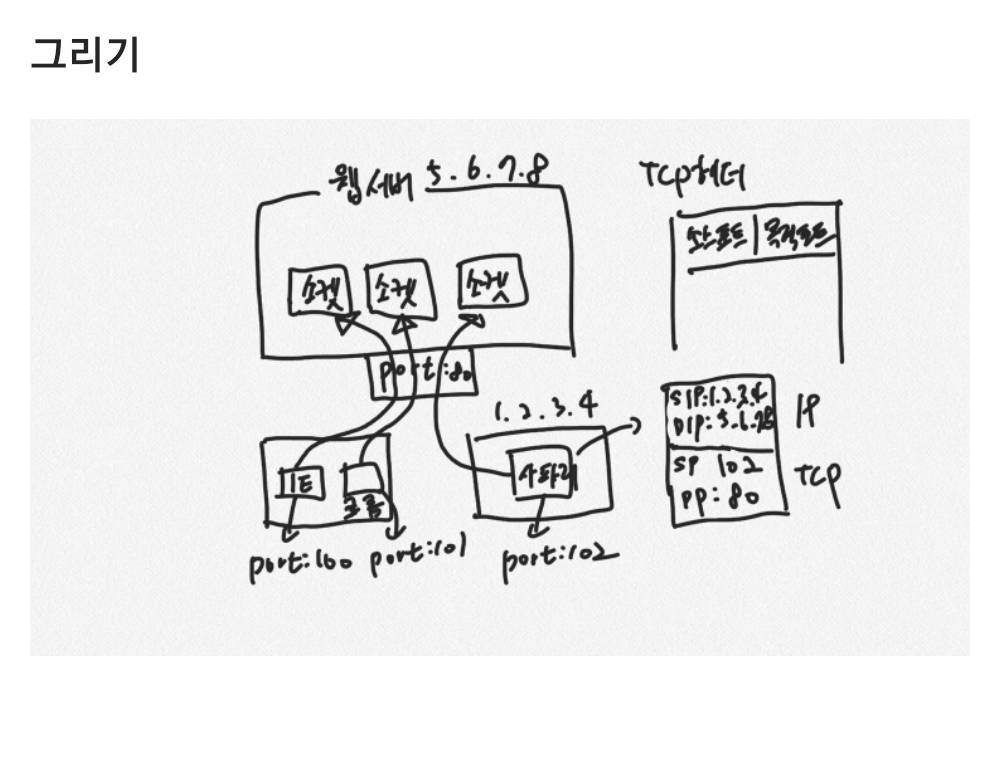 그리기
웹서버 5.6.7.8
소켓 소켓 소켓
port:80
IE
크롬
port:100
port:101
1.2.3.4
사파리
port:102
TCP헤더
소스포트 목적포트
SIP:1.2.3.4
DIP:5.6.7.8
IP
SP 102
DP:80
TCP